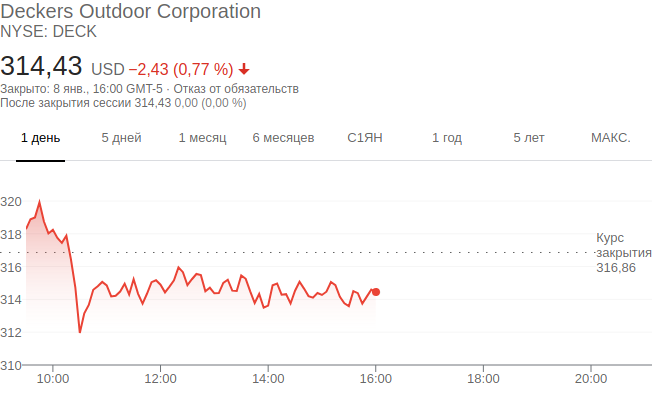 Deckers Outdoor Corporation
NYSE: DECK
314,43 USD −2,43 (0,77 %)
Закрыто: 8 янв., 16:00 GMT-5 · Отказ от обязательств
После закрытия сессии 314,43 0,00 (0,00 %)
1 день 5 дней 1 месяц 6 месяцев С1ЯН 1 год 5 лет МАКС.
320
318
Курс
закрытия
316,86
316
314
312
310
10:00 12:00 14:00 16:00 18:00 20:00